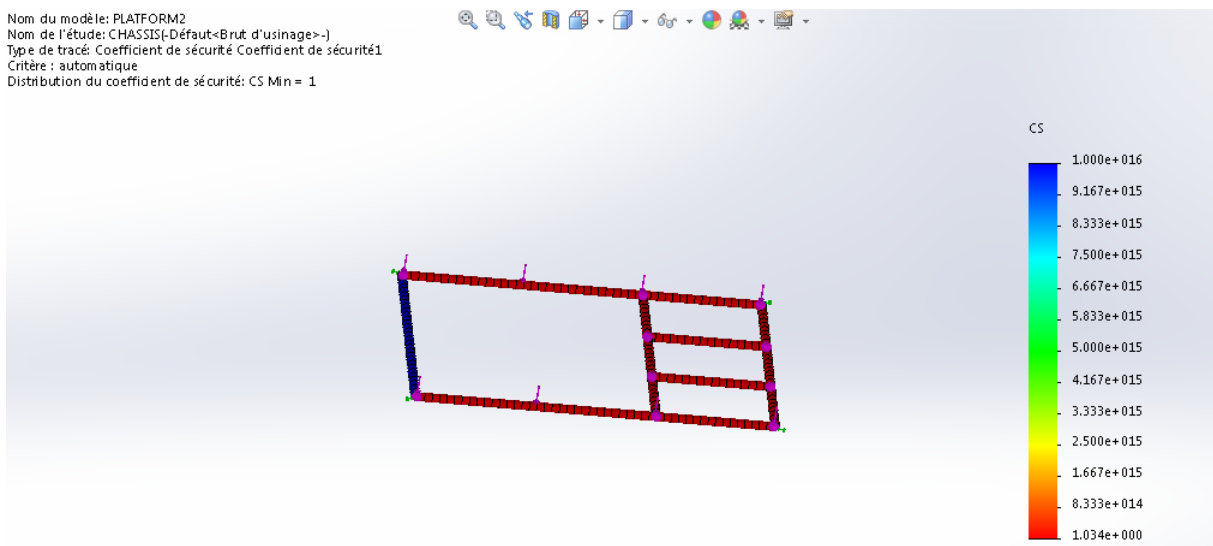 Nom du modèle: PLATFORM2
Nom de l'étude: CHASSIS(-Défaut<Brut d'usinage>-)
Type de tracé: Coefficient de sécurité Coefficient de sécurité1
Critère : automatique
Distribution du coefficient de sécurité: CS Min = 1
CS
1.000e+016
9.167e+015
8.333e+015
7.500e+015
6.667e+015
5.833e+015
5.000e+015
4.167e+015
3.333e+015
2.500e+015
1.667e+015
8.333e+014
1.034e+000